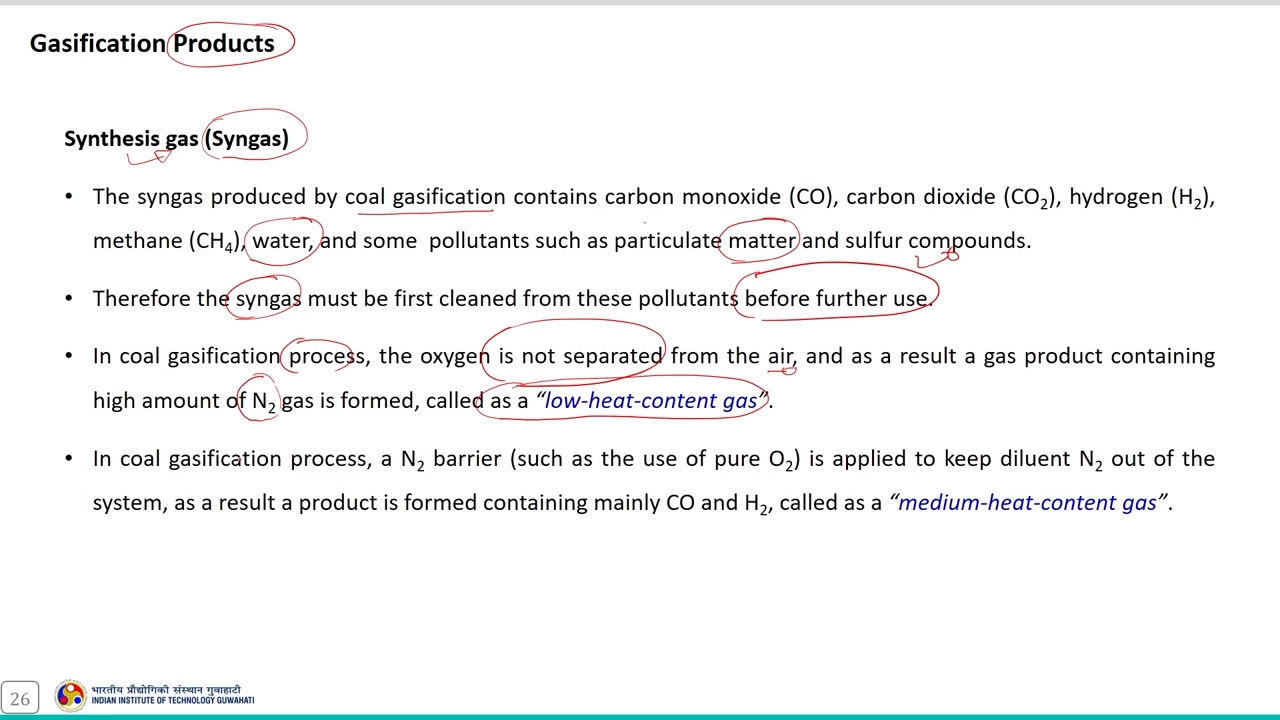 Gasification Products
Synthesis gas (Syngas)
• The syngas produced by coal gasification contains carbon monoxide (CO), carbon dioxide (CO₂), hydrogen (H₂),
methane (CH₄), water, and some pollutants such as particulate matter and sulfur compounds.
• Therefore the syngas must be first cleaned from these pollutants before further use.
• In coal gasification process, the oxygen is not separated from the air, and as a result a gas product containing
high amount of N₂ gas is formed, called as a “low-heat-content gas”.
• In coal gasification process, a N₂ barrier (such as the use of pure O₂) is applied to keep diluent N₂ out of the
system, as a result a product is formed containing mainly CO and H₂, called as a “medium-heat-content gas”.
26
भारतीय प्रौद्योगिकी संस्थान गुवाहाटी
INDIAN INSTITUTE OF TECHNOLOGY GUWAHATI